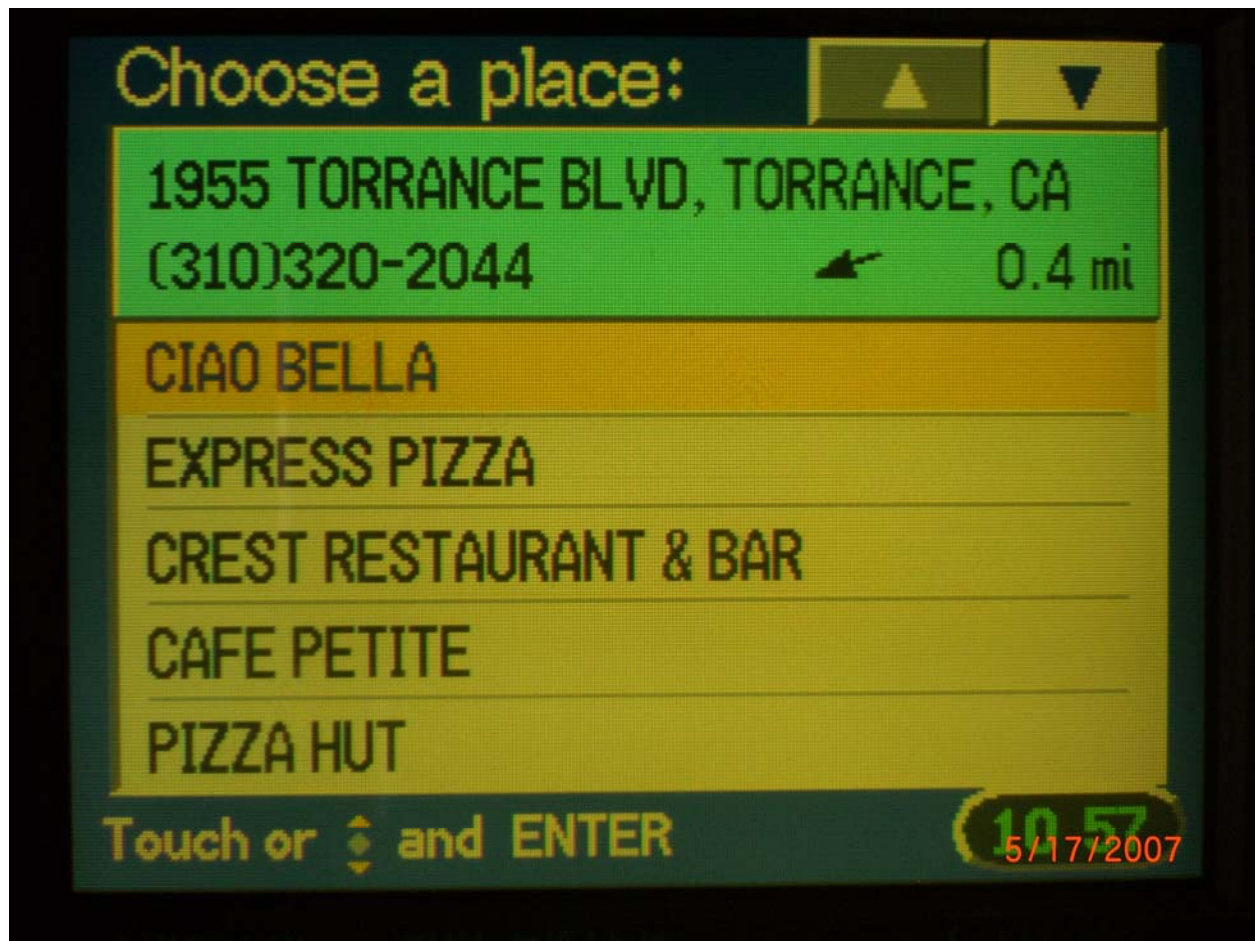 Choose a place:
1955 TORRANCE BLVD, TORRANCE, CA
(310)320-2044 0.4 mi
CIAO BELLA
EXPRESS PIZZA
CREST RESTAURANT & BAR
CAFE PETITE
PIZZA HUT
Touch or and ENTER
10:57
5/17/2007